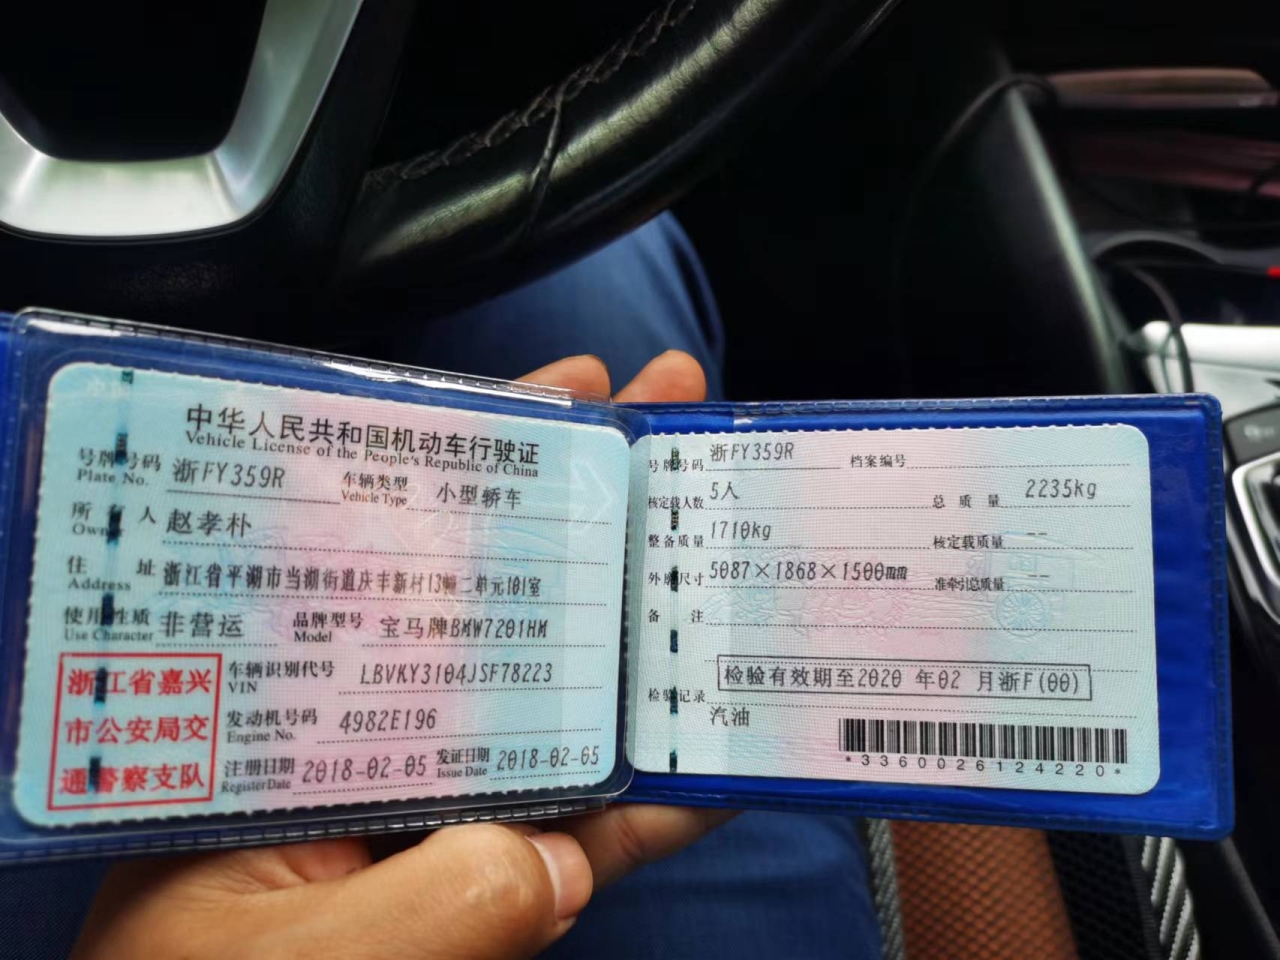 中华人民共和国机动车行驶证
Vehicle License of the People's Republic of China
号牌号码 浙FY359R 车辆类型 小型轿车
Plate No. Vehicle Type
所有人 赵孝朴
Owner
住址 浙江省平湖市当湖街道庆丰新村13幢二单元101室
Address
使用性质 非营运 品牌型号 宝马牌BMW7201HM
Use Character Model
浙江省嘉兴
市公安局交
通警察支队
车辆识别代号 LBVKY3104JSF78223
VIN
发动机号码 4982E196
Engine No.
注册日期 2018-02-05 发证日期 2018-02-05
Register Date Issue Date
号牌号码 浙FY359R 档案编号
核定载人数 5人 总质量 2235kg
整备质量 1710kg 核定载质量 --
外廓尺寸 5087×1868×1500mm 准牵引总质量 --
备注
检验有效期至2020年02月浙F(00)
检验记录
汽油
*3360026124220*